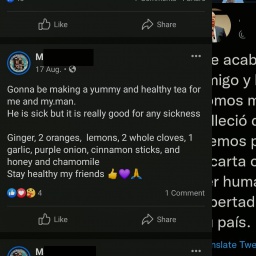 Like
Share
M
17 Aug.
Gonna be making a yummy and healthy tea for
me and my.man.
He is sick but it is really good for any sickness
Ginger, 2 oranges,  lemons, 2 whole cloves, 1
garlic, purple onion, cinnamon sticks, and
honey and chamomile
Stay healthy my friends 👍💜🙏
4
1 Comment
Like
Share
M
e acab
migo y l
omos m
lleció c
emos p
carta c
er huma
bertad
país.
nslate Twe